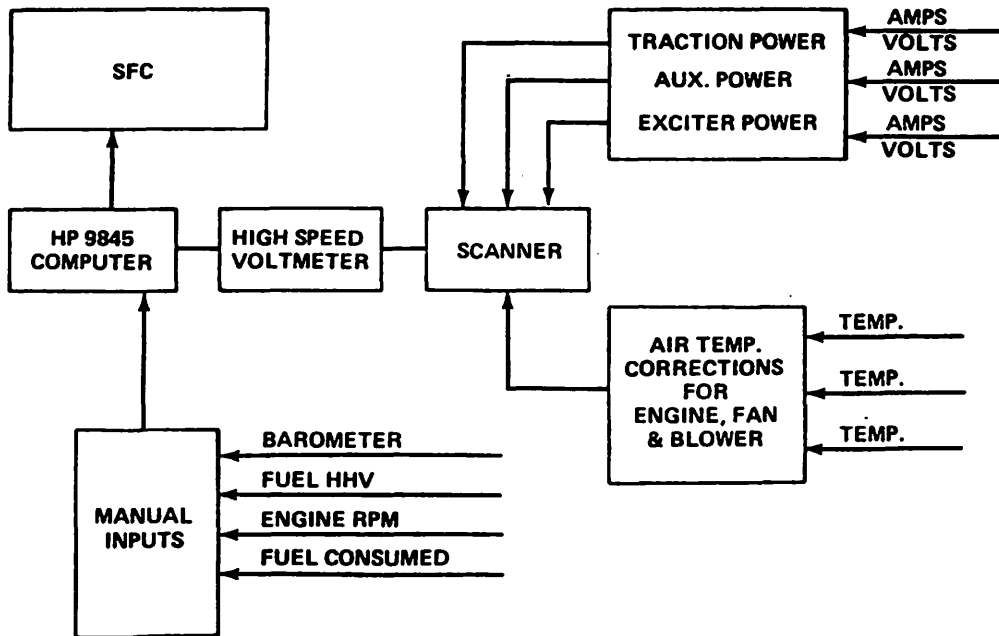 SFC
TRACTION POWER
AUX. POWER
EXCITER POWER
AMPS
VOLTS
AMPS
VOLTS
AMPS
VOLTS
HP 9845
COMPUTER
HIGH SPEED
VOLTMETER
SCANNER
AIR TEMP.
CORRECTIONS
FOR
ENGINE, FAN
& BLOWER
TEMP.
TEMP.
TEMP.
MANUAL
INPUTS
BAROMETER
FUEL HHV
ENGINE RPM
FUEL CONSUMED